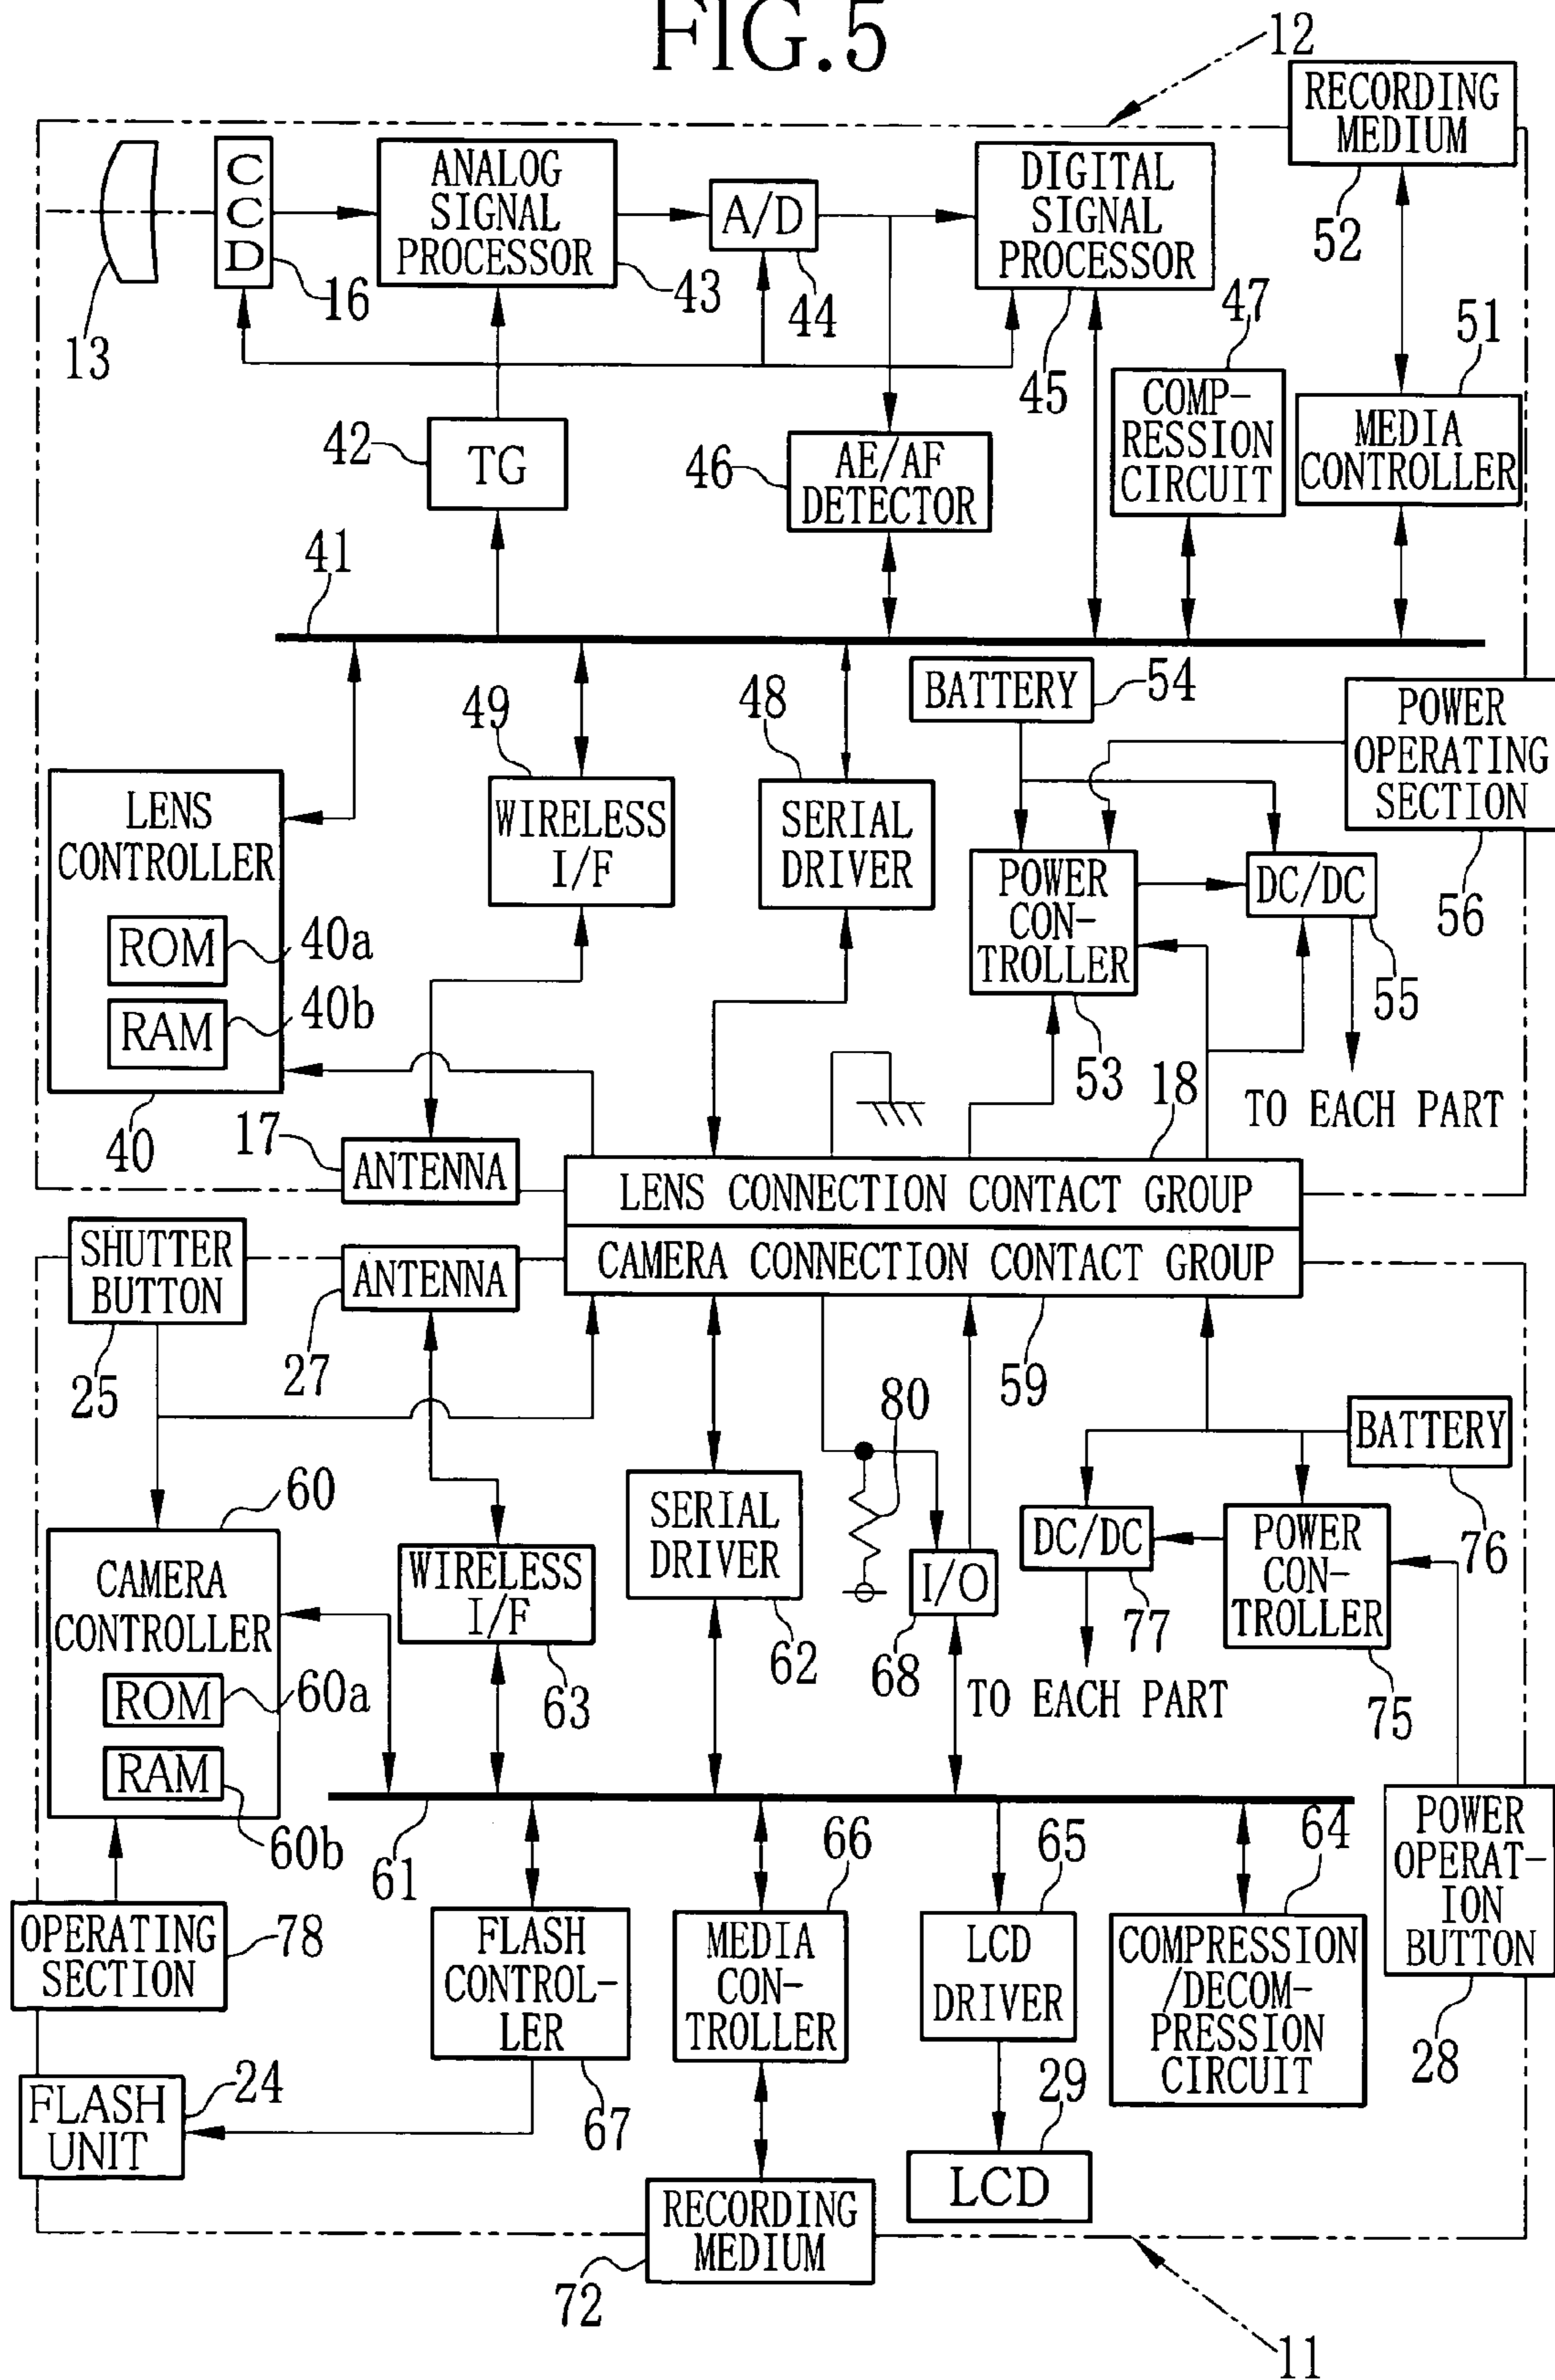 FIG.5
12
RECORDING
MEDIUM
52
CCD
16
13
ANALOG
SIGNAL
PROCESSOR
43
A/D
44
DIGITAL
SIGNAL
PROCESSOR
45
47
COMP-
RESSION
CIRCUIT
51
MEDIA
CONTROLLER
42
TG
46
AE/AF
DETECTOR
41
49
WIRELESS
I/F
48
SERIAL
DRIVER
BATTERY
54
POWER
OPERATING
SECTION
56
LENS
CONTROLLER
ROM
40a
RAM
40b
40
POWER
CON-
TROLLER
53
DC/DC
55
TO EACH PART
17
ANTENNA
18
LENS CONNECTION CONTACT GROUP
CAMERA CONNECTION CONTACT GROUP
59
SHUTTER
BUTTON
25
ANTENNA
27
80
BATTERY
76
60
CAMERA
CONTROLLER
ROM
60a
RAM
60b
WIRELESS
I/F
63
SERIAL
DRIVER
62
I/O
68
DC/DC
77
TO EACH PART
POWER
CON-
TROLLER
75
61
POWER
OPERAT-
ION
BUTTON
28
OPERATING
SECTION
78
FLASH
CONTROL-
LER
67
66
MEDIA
CON-
TROLLER
65
LCD
DRIVER
64
COMPRESSION
/DECOM-
PRESSION
CIRCUIT
FLASH
UNIT
24
29
LCD
RECORDING
MEDIUM
72
11